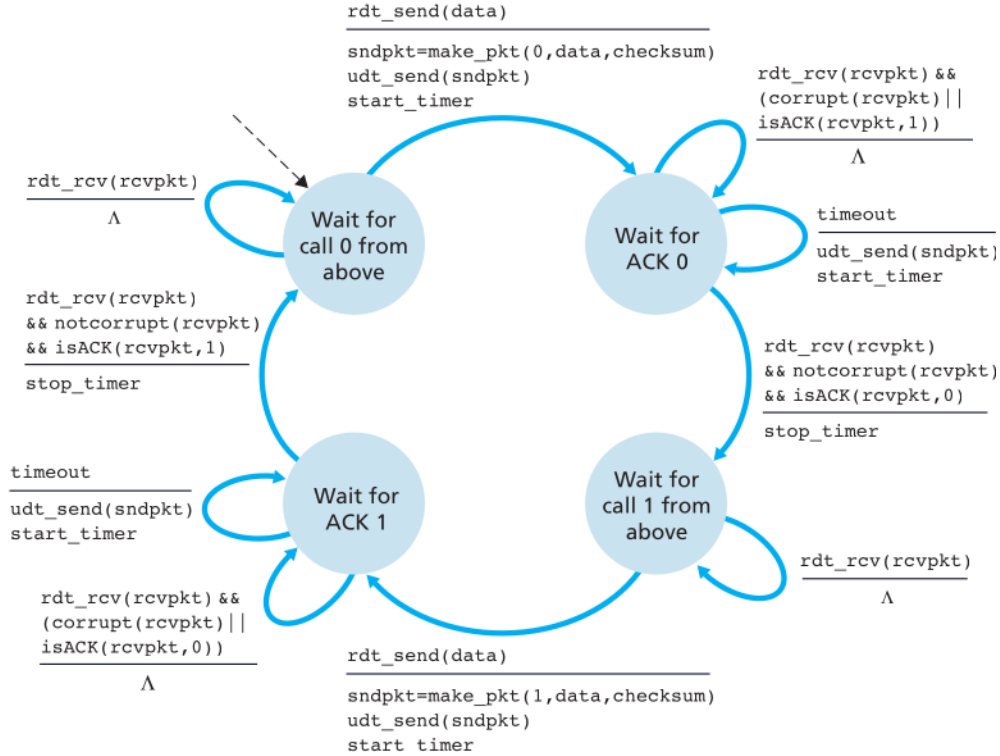 rdt_send(data)
sndpkt=make_pkt(0,data,checksum)
udt_send(sndpkt)
start_timer
rdt_rcv(rcvpkt) &&
(corrupt(rcvpkt)||
isACK(rcvpkt,1))
Λ
rdt_rcv(rcvpkt)
Λ
Wait for
call 0 from
above
Wait for
ACK 0
timeout
udt_send(sndpkt)
start_timer
rdt_rcv(rcvpkt)
&& notcorrupt(rcvpkt)
&& isACK(rcvpkt,1)
stop_timer
rdt_rcv(rcvpkt)
&& notcorrupt(rcvpkt)
&& isACK(rcvpkt,0)
stop_timer
timeout
udt_send(sndpkt)
start_timer
Wait for
ACK 1
Wait for
call 1 from
above
rdt_rcv(rcvpkt)
Λ
rdt_rcv(rcvpkt) &&
(corrupt(rcvpkt)||
isACK(rcvpkt,0))
Λ
rdt_send(data)
sndpkt=make_pkt(1,data,checksum)
udt_send(sndpkt)
start_timer